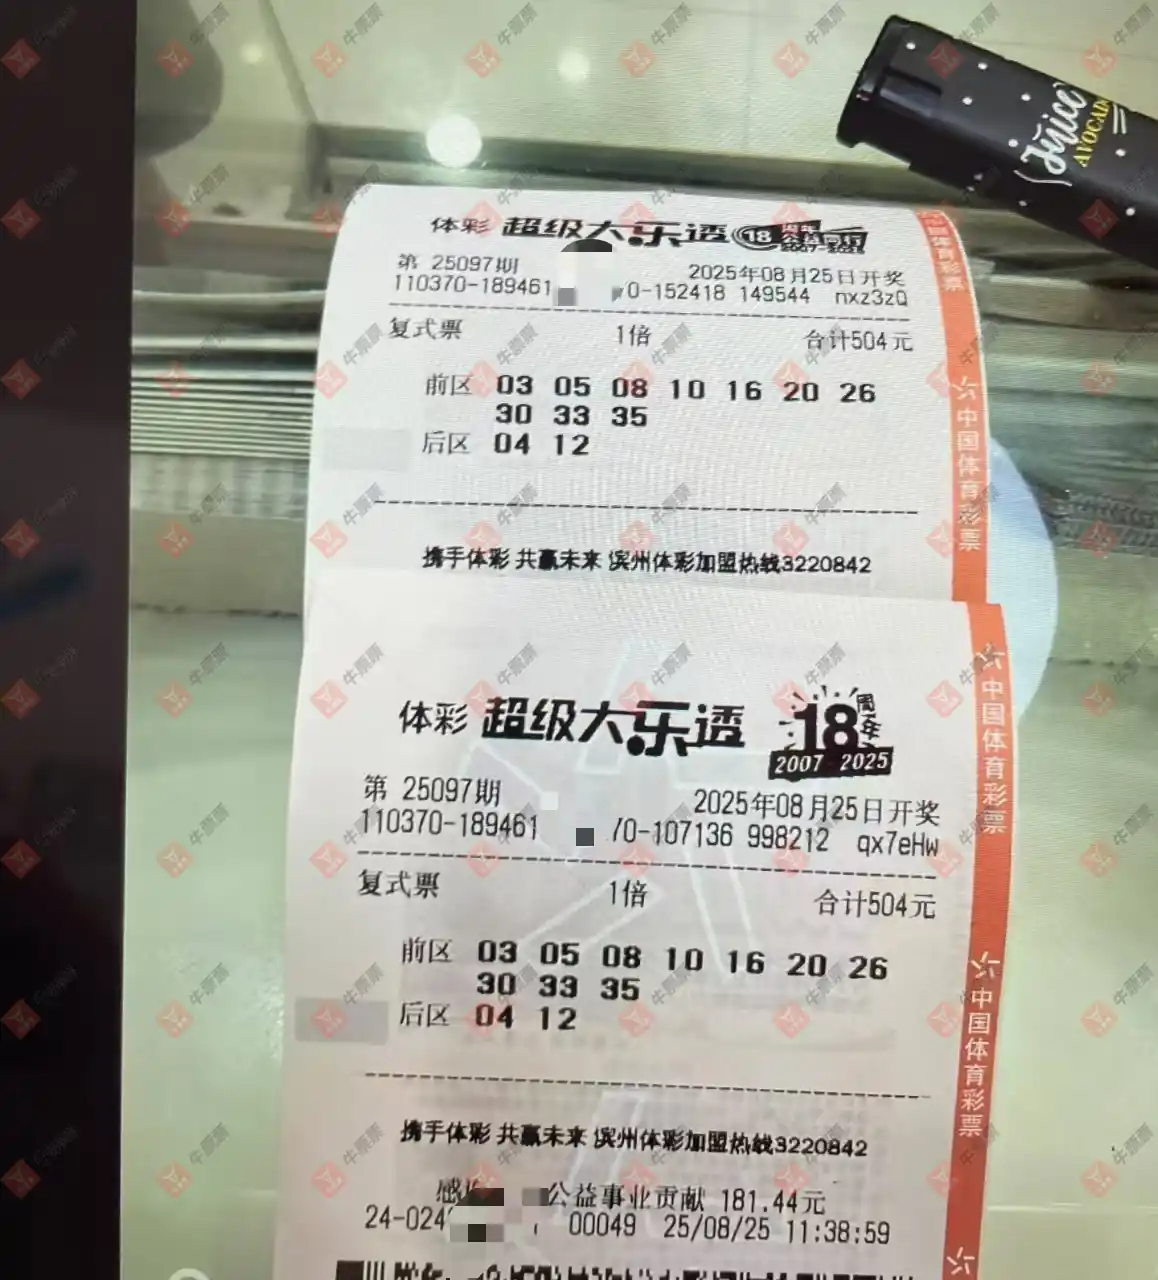 Juice
AVOCADO
体彩 超级大乐透 18
第 25097期 2025年08月25日开奖
110370-189461 0-152418 149544 nxz3zQ
复式票 1倍 合计504元
前区 03 05 08 10 16 20 26
30 33 35
后区 04 12
携手体彩 共赢未来 滨州体彩加盟热线3220842
中国体育彩票
体彩 超级大乐透 18周年
2007 2025
第 25097期 2025年08月25日开奖
110370-189461 70-107136 998212 qx7eHw
复式票 1倍 合计504元
前区 03 05 08 10 16 20 26
30 33 35
后区 04 12
携手体彩 共赢未来 滨州体彩加盟热线3220842
公益事业贡献 181.44元
24-024 00049 25/08/25 11:38:59
中国体育彩票
中国体育彩票
牛票票